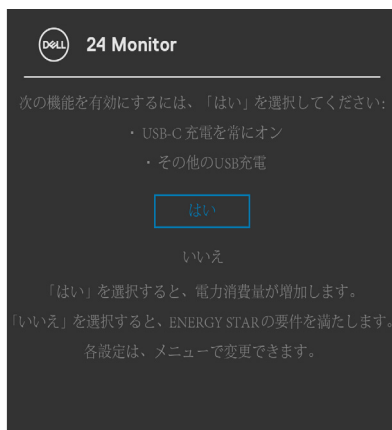 DELL 24 Monitor
次の機能を有効にするには、「はい」を選択してください:
・ USB-C 充電を常にオン
・その他のUSB充電
はい
いいえ
「はい」を選択すると、電力消費量が増加します。
「いいえ」を選択すると、ENERGY STARの要件を満たします。
各設定は、メニューで変更できます。